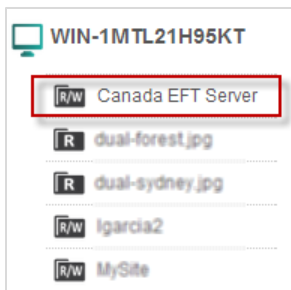 WIN-1MTL21H95KT
R/W Canada EFT Server
R dual-forest.jpg
R dual-sydney.jpg
R/W lgarcia2
R/W MySite